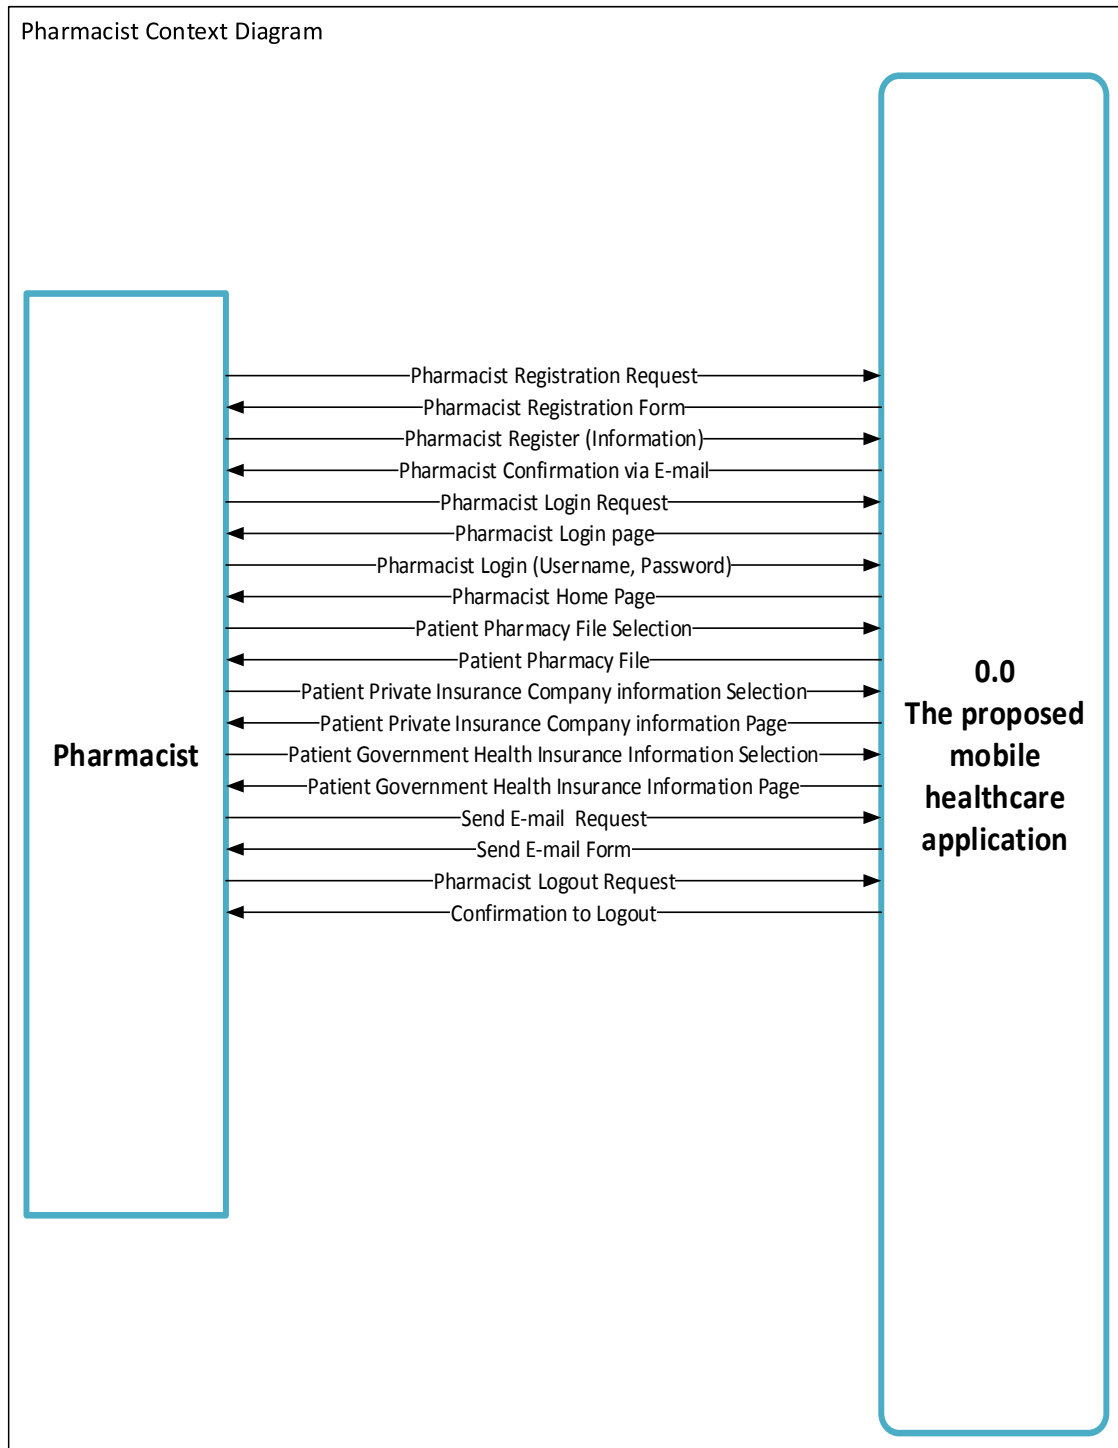 Pharmacist Context Diagram
Pharmacist Registration Request
Pharmacist Registration Form
Pharmacist Register (Information)
Pharmacist Confirmation via E-mail
Pharmacist Login Request
Pharmacist Login page
Pharmacist Login (Username, Password)
Pharmacist Home Page
Patient Pharmacy File Selection
Patient Pharmacy File
Patient Private Insurance Company information Selection
Patient Private Insurance Company information Page
Patient Government Health Insurance Information Selection
Patient Government Health Insurance Information Page
Send E-mail  Request
Send E-mail Form
Pharmacist Logout Request
Confirmation to Logout
Pharmacist
0.0
The proposed
mobile
healthcare
application